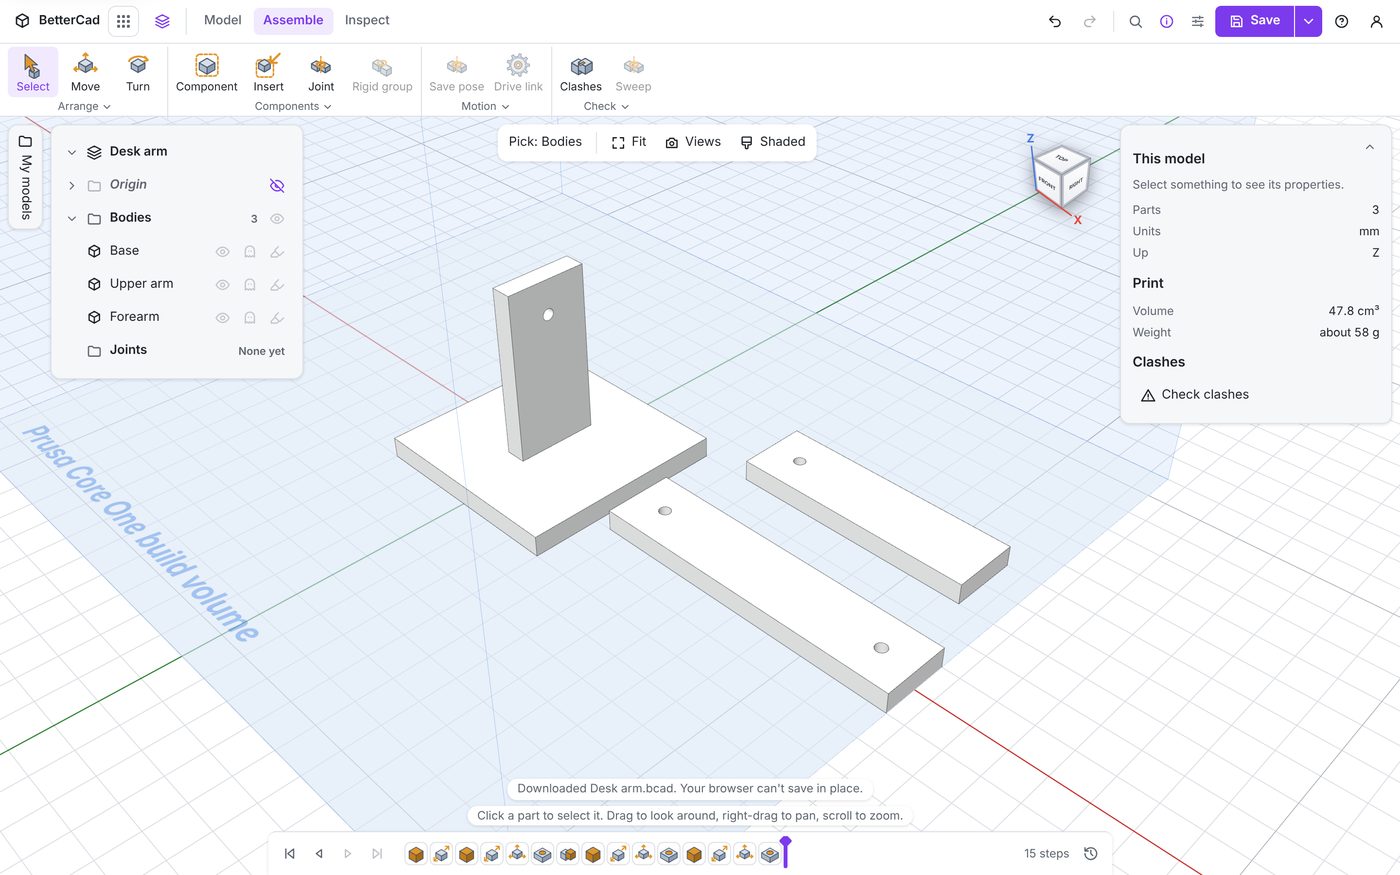 BetterCad
Model
Assemble
Inspect
Save
Select
Move
Turn
Component
Insert
Joint
Rigid group
Save pose
Drive link
Clashes
Sweep
Arrange
Components
Motion
Check
My models
Desk arm
Origin
Bodies 3
Base
Upper arm
Forearm
Joints None yet
Pick: Bodies
Fit
Views
Shaded
Z
TOP
FRONT
RIGHT
X
This model
Select something to see its properties.
Parts 3
Units mm
Up Z
Print
Volume 47.8 cm³
Weight about 58 g
Clashes
Check clashes
Prusa Core One build volume
Downloaded Desk arm.bcad. Your browser can't save in place.
Click a part to select it. Drag to look around, right-drag to pan, scroll to zoom.
15 steps